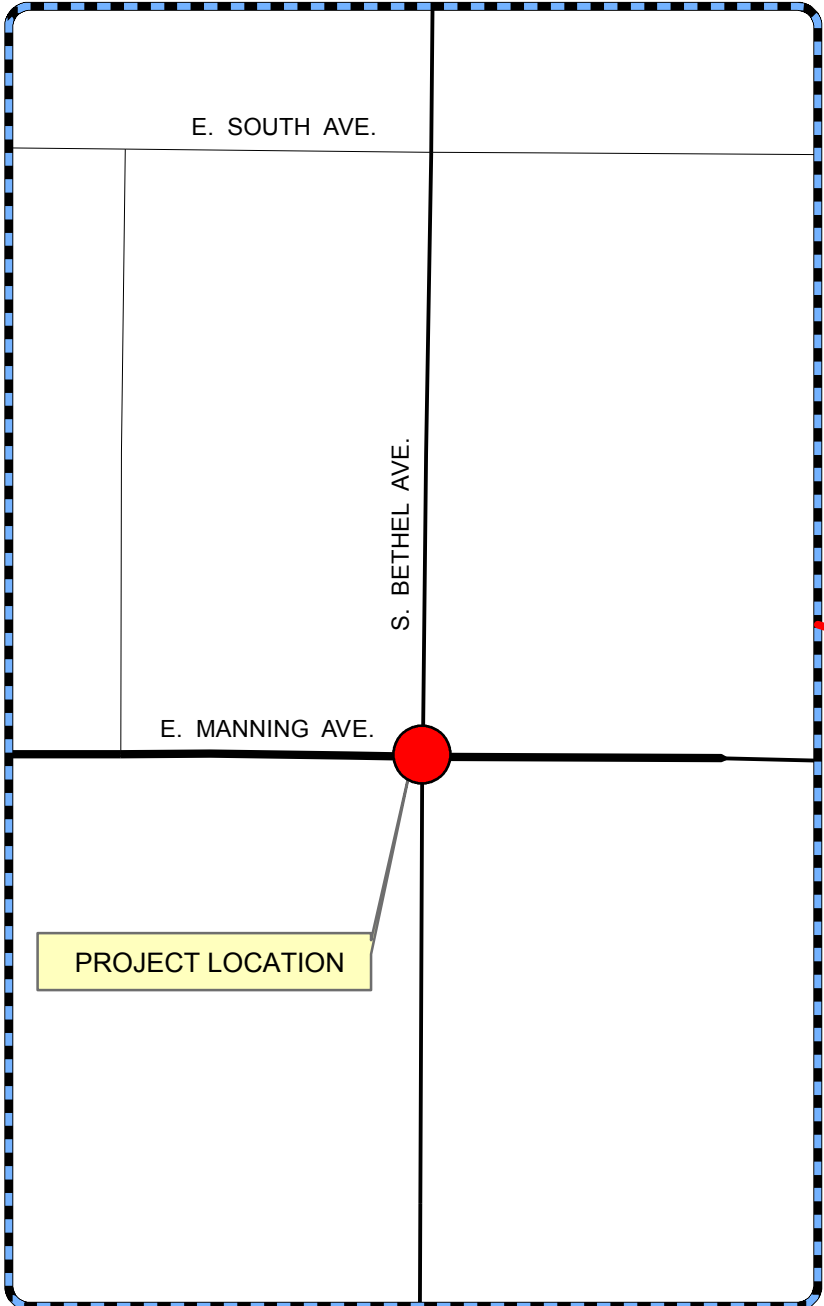 E. SOUTH AVE.
S. BETHEL AVE.
E. MANNING AVE.
PROJECT LOCATION